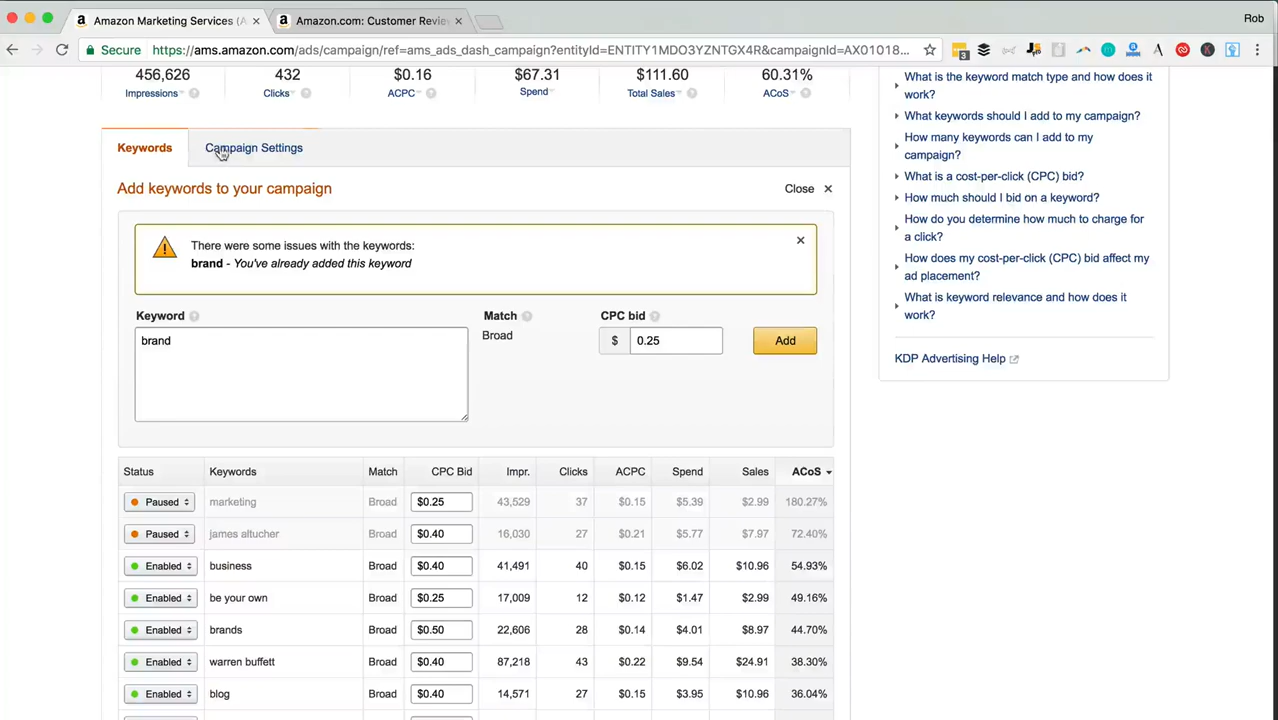 Amazon Marketing Services (A
Amazon.com: Customer Revie
Rob
Secure
https://ams.amazon.com/ads/campaign/ref=ams_ads_dash_campaign?entityId=ENTITY1MDO3YZNTGX4R&campaignId=AX01018...
3
456,626 432 $0.16 $67.31 $111.60 60.31%
Impressions Clicks ACPC Spend Total Sales ACoS
Keywords Campaign Settings
Add keywords to your campaign
Close
There were some issues with the keywords:
brand - You've already added this keyword
Keyword Match CPC bid
brand Broad $ 0.25 Add
Status Keywords Match CPC Bid Impr. Clicks ACPC Spend Sales ACoS
Paused marketing Broad $0.25 43,529 37 $0.15 $5.39 $2.99 180.27%
Paused james altucher Broad $0.40 16,030 27 $0.21 $5.77 $7.97 72.40%
Enabled business Broad $0.40 41,491 40 $0.15 $6.02 $10.96 54.93%
Enabled be your own Broad $0.25 17,009 12 $0.12 $1.47 $2.99 49.16%
Enabled brands Broad $0.50 22,606 28 $0.14 $4.01 $8.97 44.70%
Enabled warren buffett Broad $0.40 87,218 43 $0.22 $9.54 $24.91 38.30%
Enabled blog Broad $0.40 14,571 27 $0.15 $3.95 $10.96 36.04%
What is the keyword match type and how does it
work?
What keywords should I add to my campaign?
How many keywords can I add to my
campaign?
What is a cost-per-click (CPC) bid?
How much should I bid on a keyword?
How do you determine how much to charge for
a click?
How does my cost-per-click (CPC) bid affect my
ad placement?
What is keyword relevance and how does it
work?
KDP Advertising Help